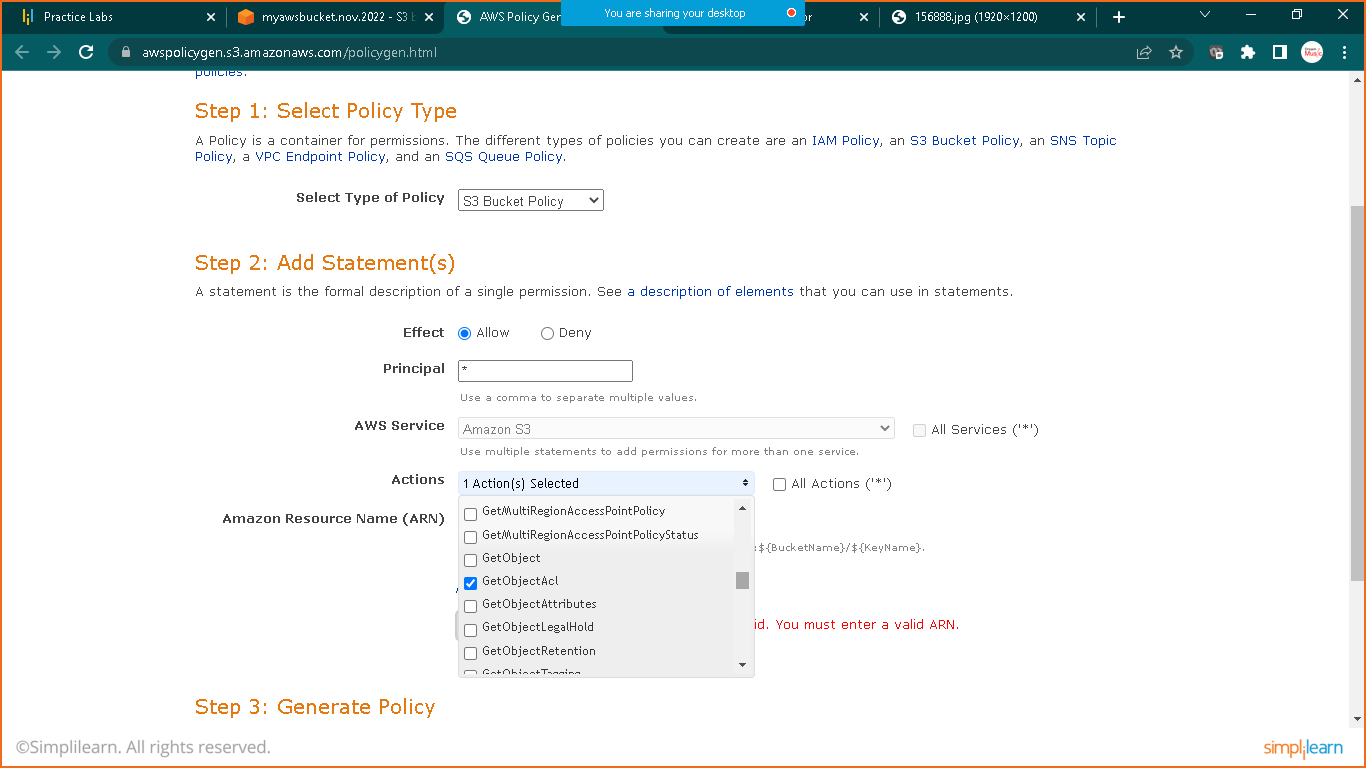 Practice Labs
myawsbucket.nov.2022 - S3 b
AWS Policy Gen
You are sharing your desktop
or
156888.jpg (1920×1200)
awspolicygen.s3.amazonaws.com/policygen.html
policies.
Step 1: Select Policy Type
A Policy is a container for permissions. The different types of policies you can create are an IAM Policy, an S3 Bucket Policy, an SNS Topic
Policy, a VPC Endpoint Policy, and an SQS Queue Policy.
Select Type of Policy
S3 Bucket Policy
Step 2: Add Statement(s)
A statement is the formal description of a single permission. See a description of elements that you can use in statements.
Effect
Allow
Deny
Principal
*
Use a comma to separate multiple values.
AWS Service
Amazon S3
All Services ('*')
Use multiple statements to add permissions for more than one service.
Actions
1 Action(s) Selected
All Actions ('*')
GetMultiRegionAccessPointPolicy
Amazon Resource Name (ARN)
GetMultiRegionAccessPointPolicyStatus
:${BucketName}/${KeyName}.
GetObject
GetObjectAcl
GetObjectAttributes
id. You must enter a valid ARN.
GetObjectLegalHold
GetObjectRetention
GetObjectTagging
Step 3: Generate Policy
©Simplilearn. All rights reserved.
simplilearn